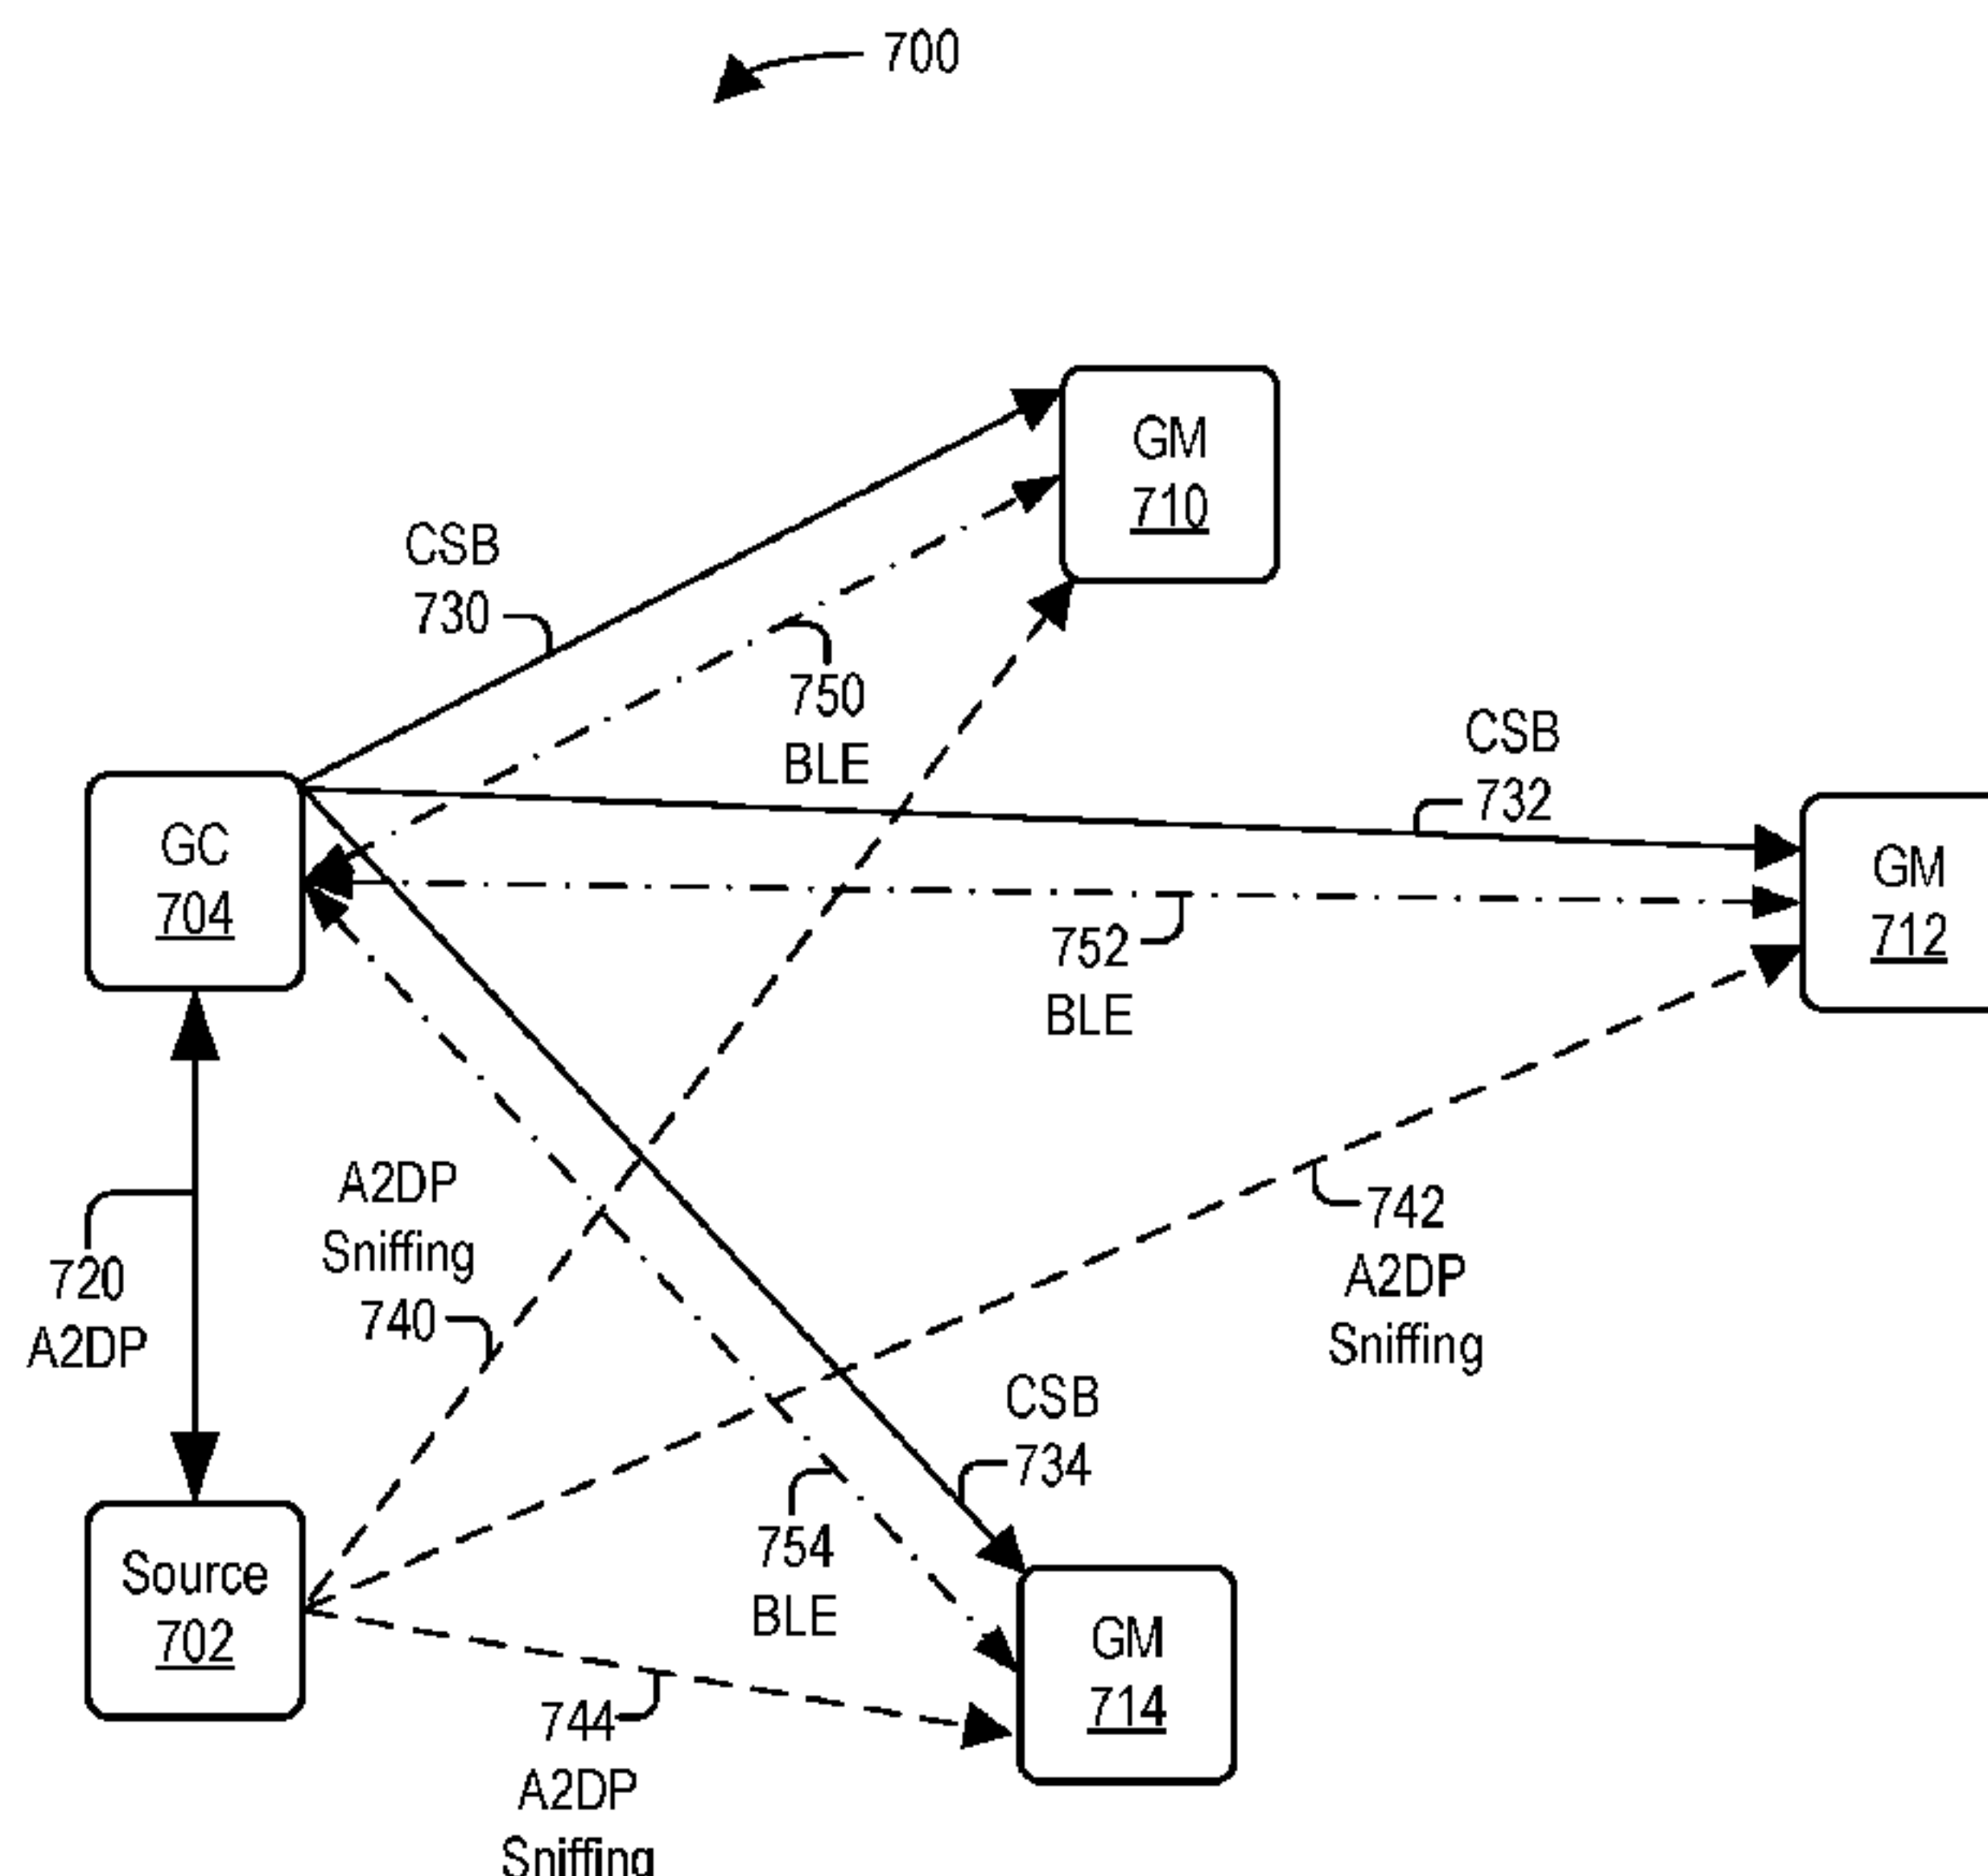 700
GM
710
CSB
730
750
BLE
CSB
732
GC
704
GM
712
752
BLE
A2DP
Sniffing
740
720
A2DP
742
A2DP
Sniffing
CSB
734
754
BLE
Source
702
GM
714
744
A2DP
Sniffing